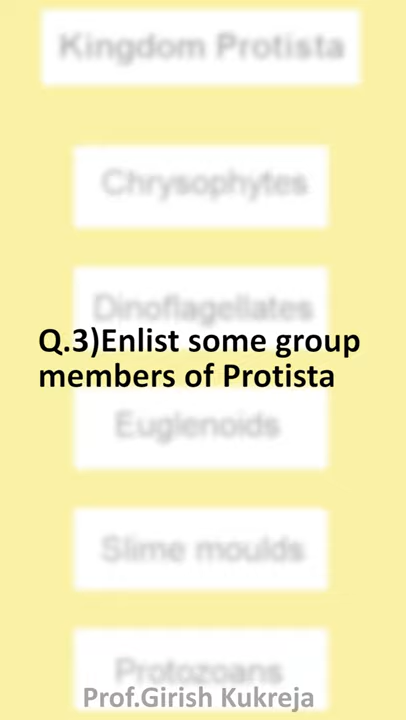 Kingdom Protista
Chrysophytes
Dinoflagellates
Q.3)Enlist some group
members of Protista
Euglenoids
Slime moulds
Protozoans
Prof.Girish Kukreja